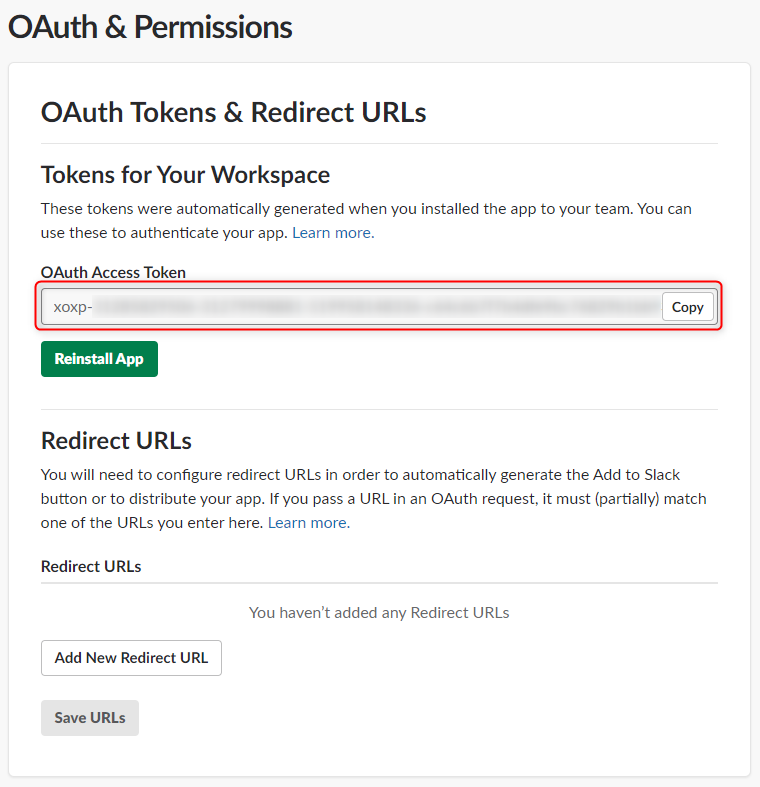 OAuth & Permissions
OAuth Tokens & Redirect URLs
Tokens for Your Workspace
These tokens were automatically generated when you installed the app to your team. You can
use these to authenticate your app. Learn more.
OAuth Access Token
xoxp-
Copy
Reinstall App
Redirect URLs
You will need to configure redirect URLs in order to automatically generate the Add to Slack
button or to distribute your app. If you pass a URL in an OAuth request, it must (partially) match
one of the URLs you enter here. Learn more.
Redirect URLs
You haven’t added any Redirect URLs
Add New Redirect URL
Save URLs